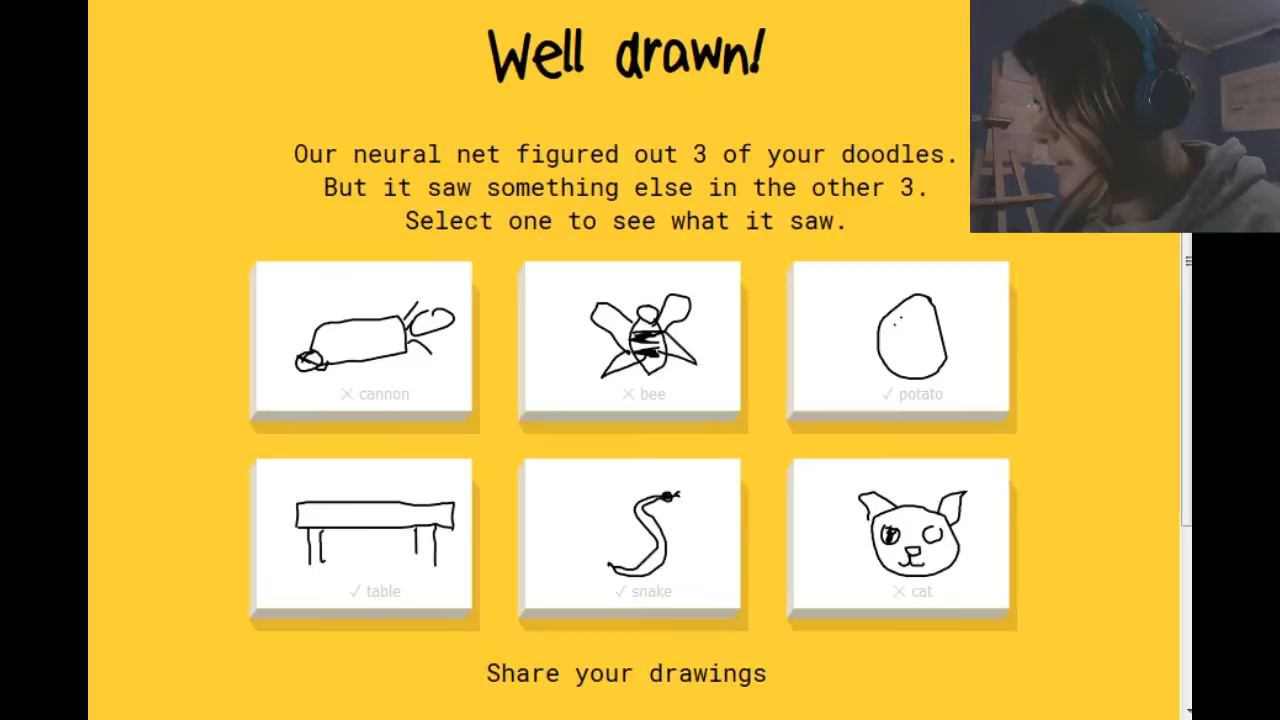 Well drawn!
Our neural net figured out 3 of your doodles.
But it saw something else in the other 3.
Select one to see what it saw.
× cannon
× bee
✓ potato
✓ table
✓ snake
× cat
Share your drawings